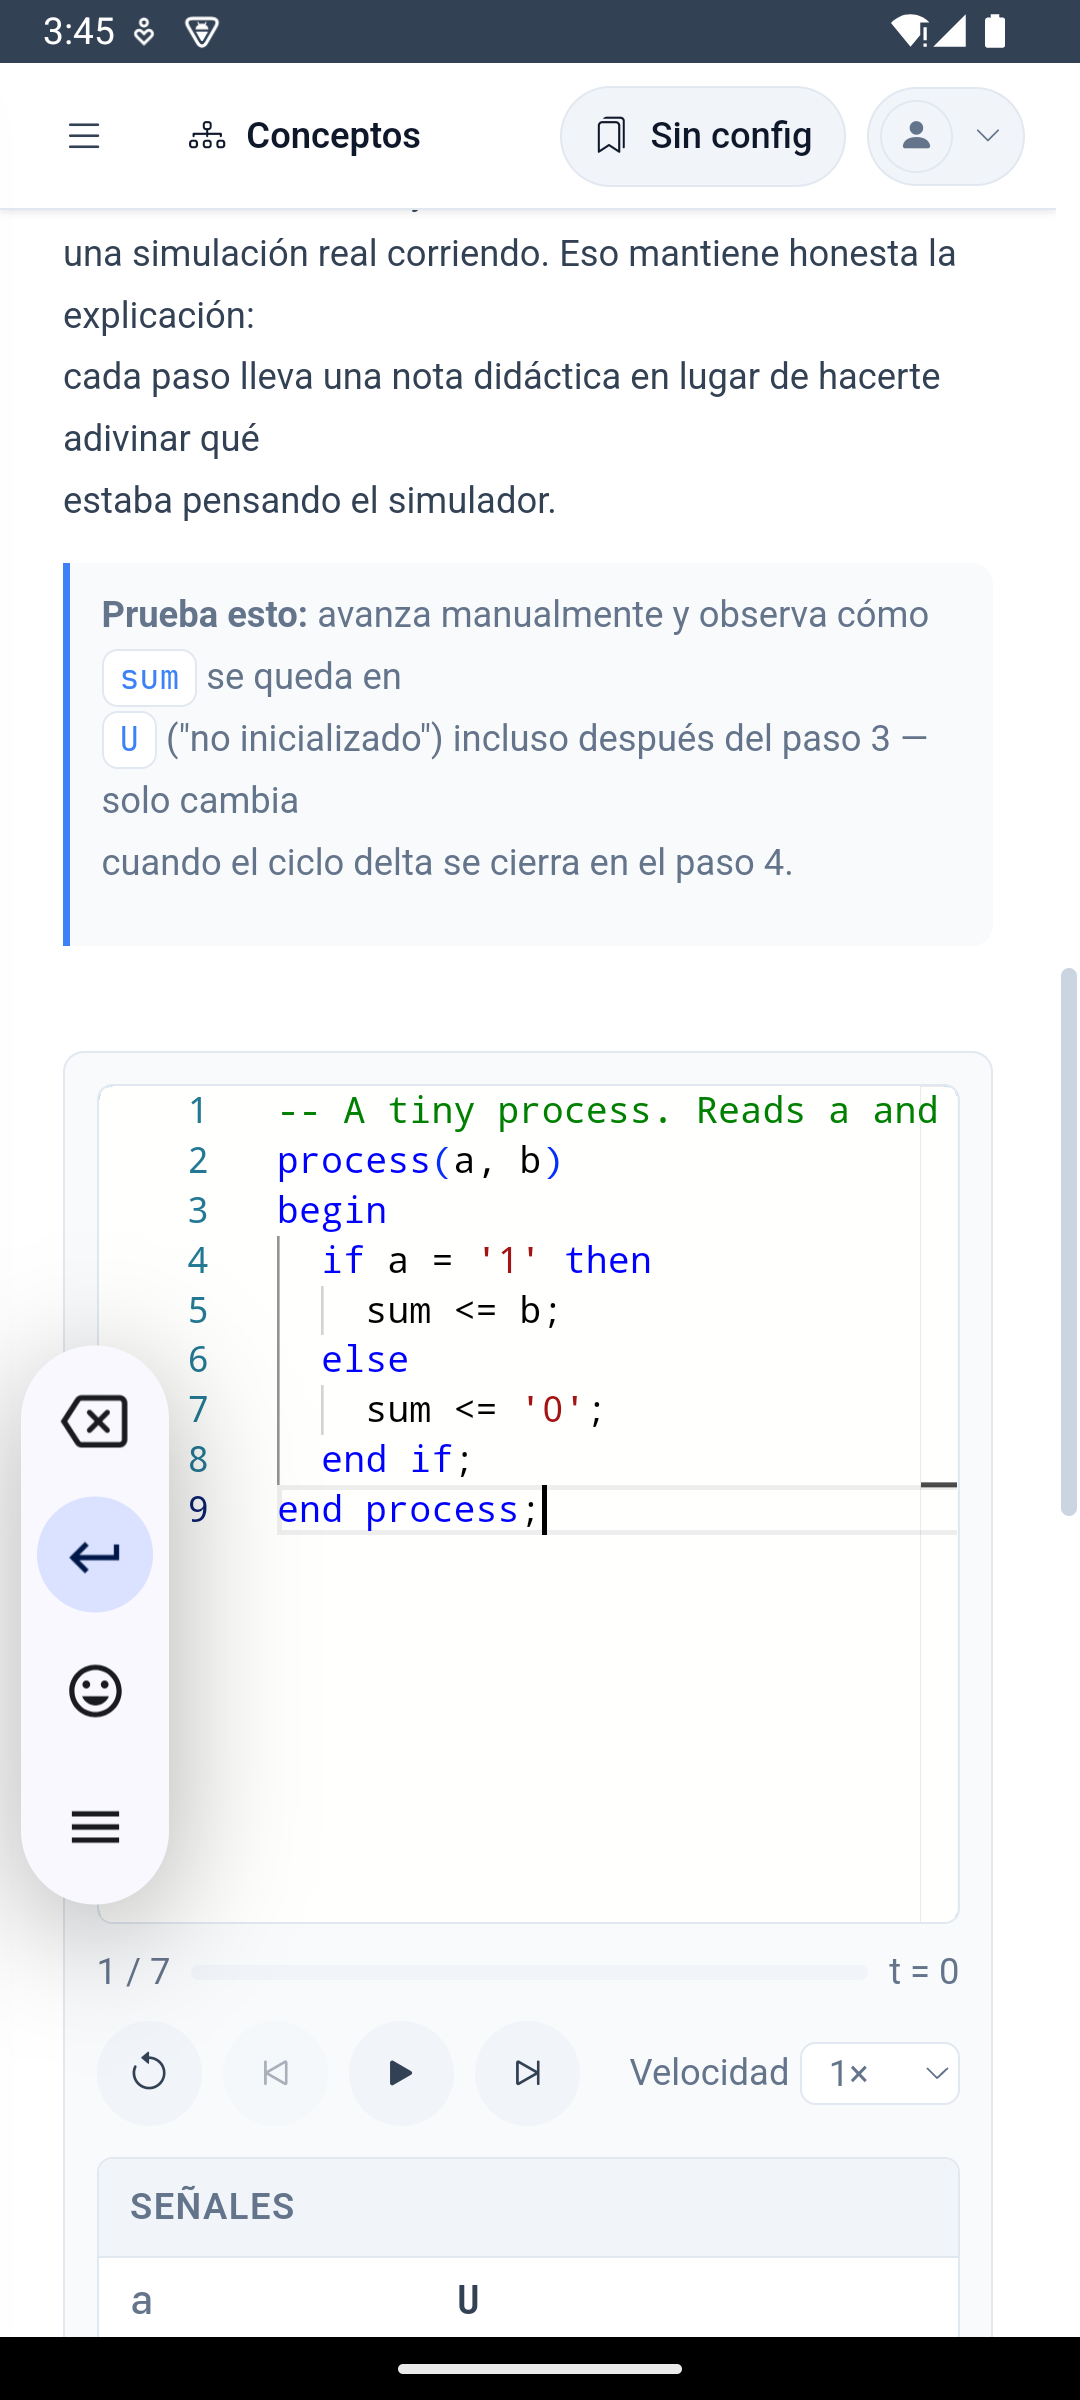 3:45
Conceptos
Sin config
una simulación real corriendo. Eso mantiene honesta la
explicación:
cada paso lleva una nota didáctica en lugar de hacerte
adivinar qué
estaba pensando el simulador.
Prueba esto: avanza manualmente y observa cómo
sum se queda en
U ("no inicializado") incluso después del paso 3 —
solo cambia
cuando el ciclo delta se cierra en el paso 4.
1 -- A tiny process. Reads a and
2 process(a, b)
3 begin
4 if a = '1' then
5 sum <= b;
6 else
7 sum <= '0';
8 end if;
9 end process;
1 / 7
t = 0
Velocidad
1×
SEÑALES
a U